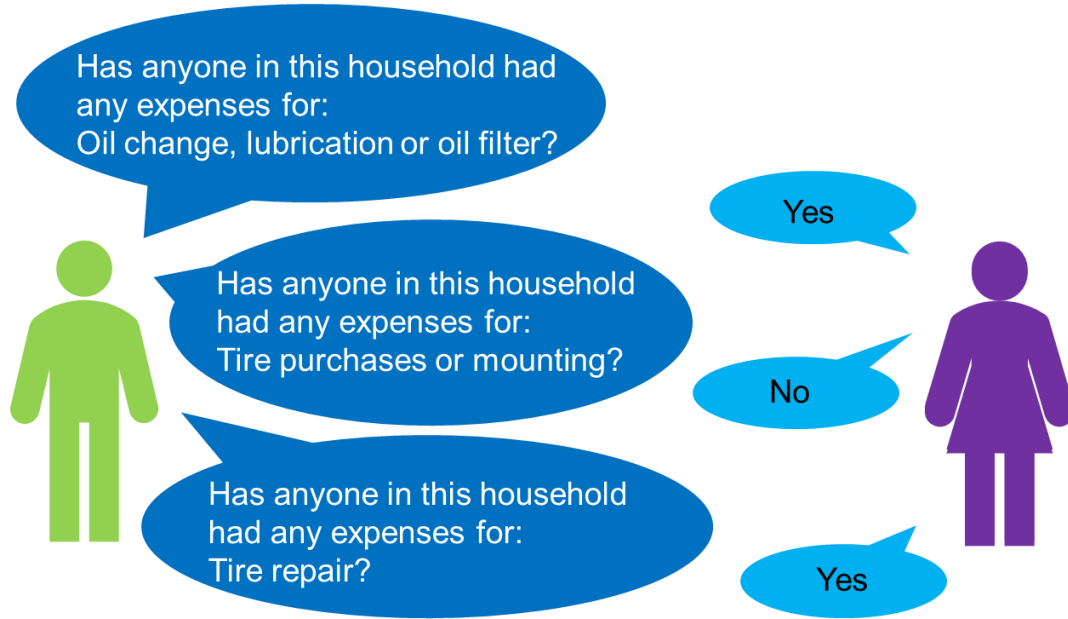 Has anyone in this household had
any expenses for:
Oil change, lubrication or oil filter?
Yes
Has anyone in this household
had any expenses for:
Tire purchases or mounting?
No
Has anyone in this household
had any expenses for:
Tire repair?
Yes